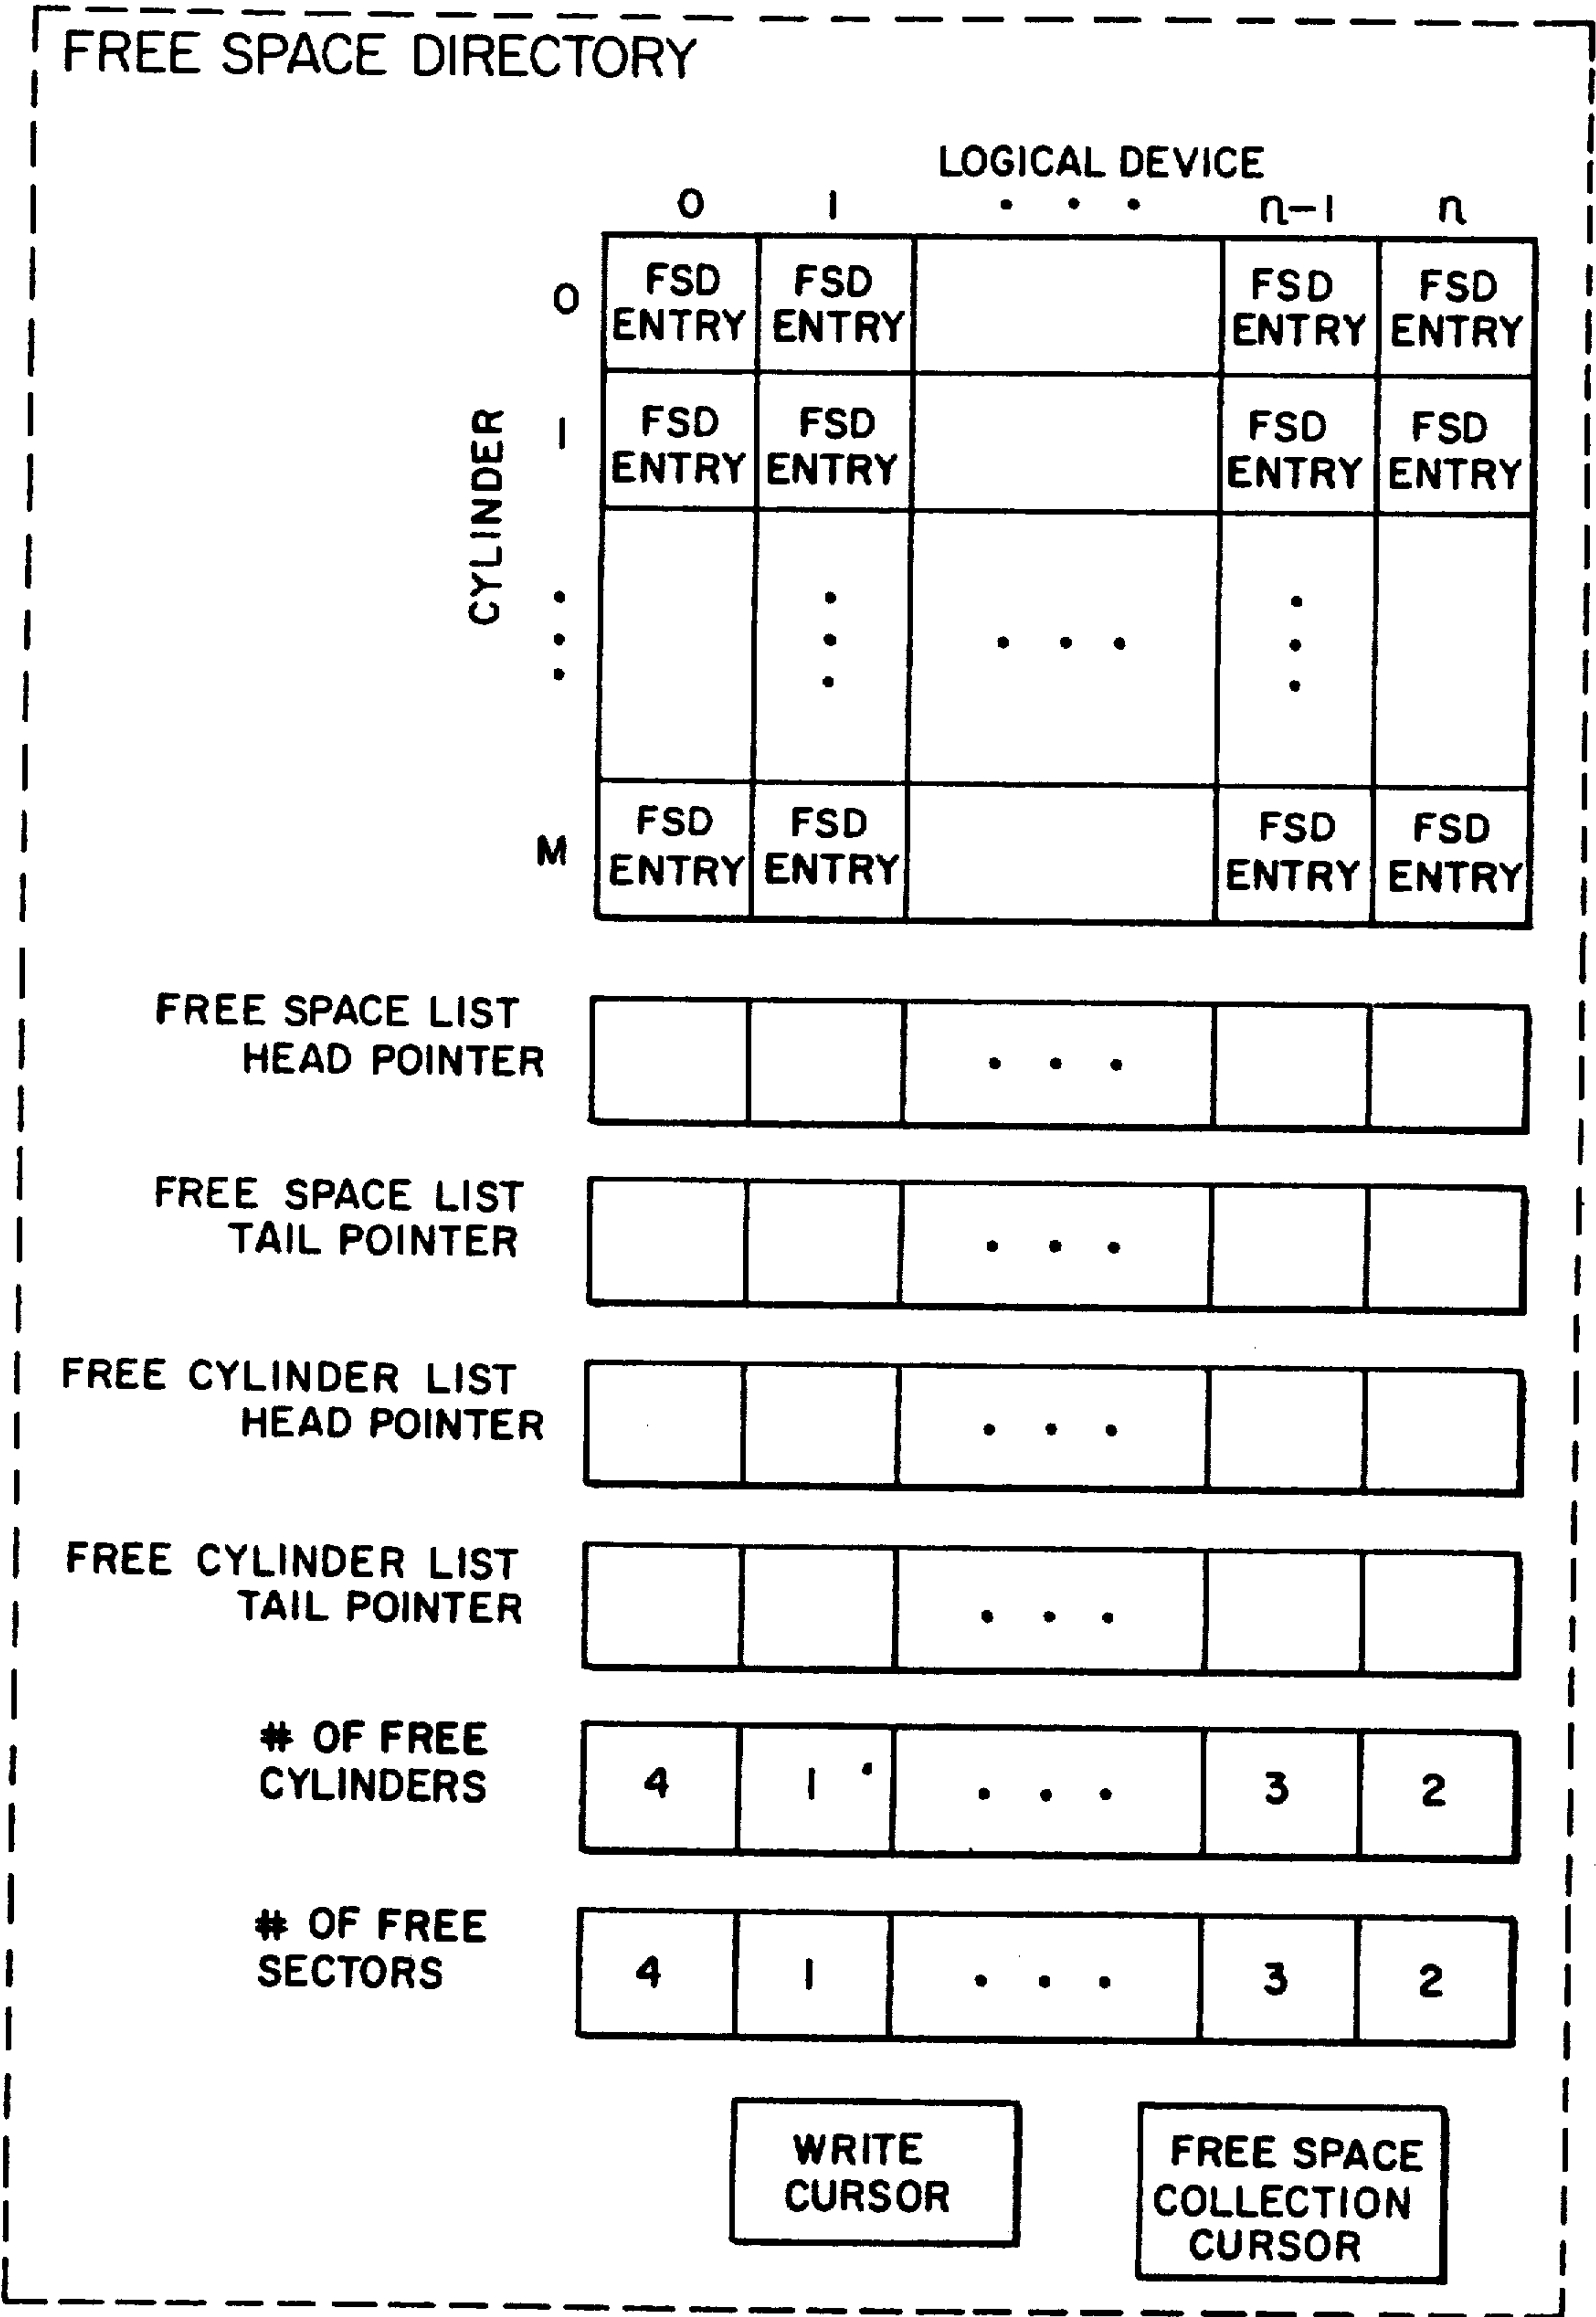 FREE SPACE DIRECTORY
LOGICAL DEVICE
0 1 • • • n-1 n
0 FSD ENTRY FSD ENTRY FSD ENTRY FSD ENTRY
CYLINDER
1 FSD ENTRY FSD ENTRY FSD ENTRY FSD ENTRY
• • •
M FSD ENTRY FSD ENTRY FSD ENTRY FSD ENTRY
FREE SPACE LIST
HEAD POINTER • • •
FREE SPACE LIST
TAIL POINTER • • •
FREE CYLINDER LIST
HEAD POINTER • • •
FREE CYLINDER LIST
TAIL POINTER • • •
# OF FREE
CYLINDERS 4 1 • • • 3 2
# OF FREE
SECTORS 4 1 • • • 3 2
WRITE
CURSOR
FREE SPACE
COLLECTION
CURSOR